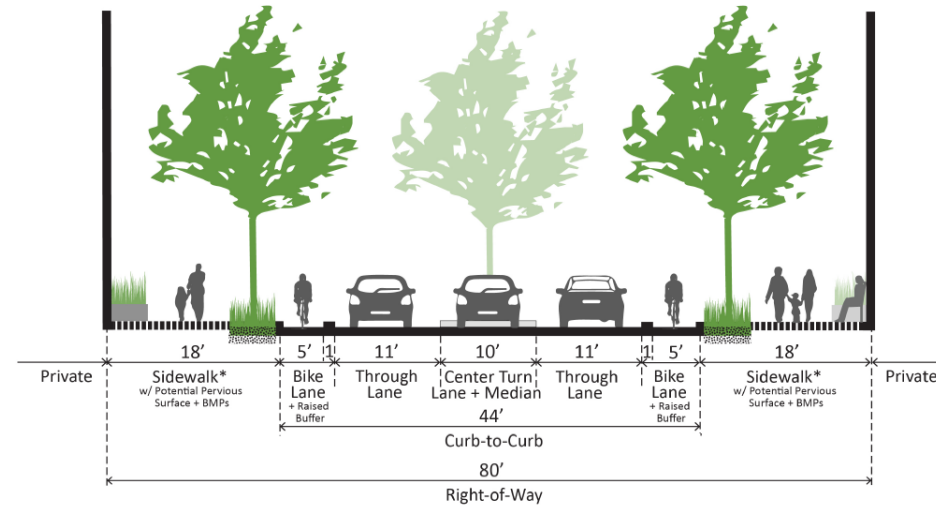 18’ 5’ 1’ 11’ 10’ 11’ 1’ 5’ 18’
Private Sidewalk* Bike Through Center Turn Through Bike Sidewalk* Private
w/ Potential Pervious Lane Lane Lane + Median Lane Lane w/ Potential Pervious
Surface + BMPs + Raised + Raised Surface + BMPs
Buffer 44’ Buffer
Curb-to-Curb
80’
Right-of-Way